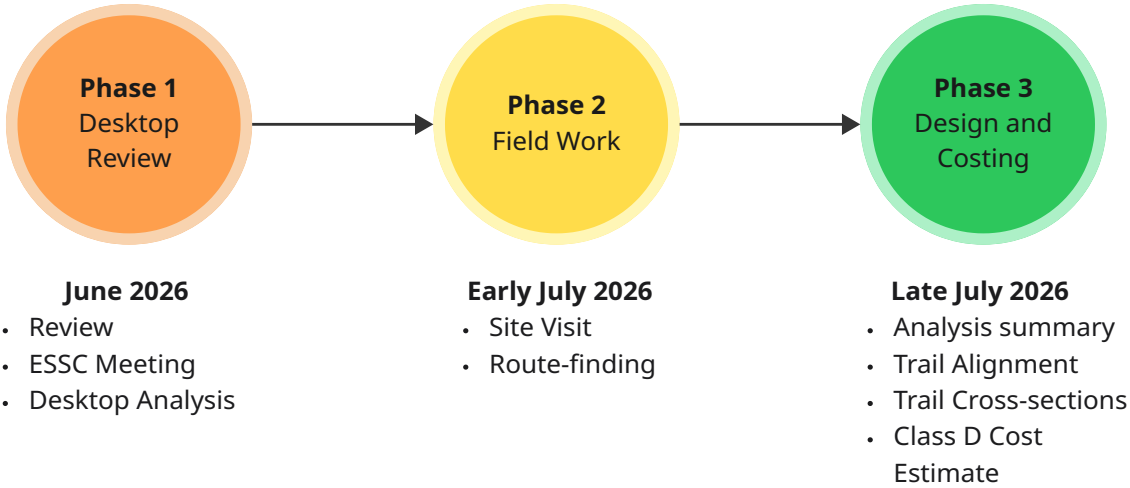 Phase 1
Desktop
Review
Phase 2
Field Work
Phase 3
Design and
Costing
June 2026
• Review
• ESSC Meeting
• Desktop Analysis
Early July 2026
• Site Visit
• Route-finding
Late July 2026
• Analysis summary
• Trail Alignment
• Trail Cross-sections
• Class D Cost
Estimate